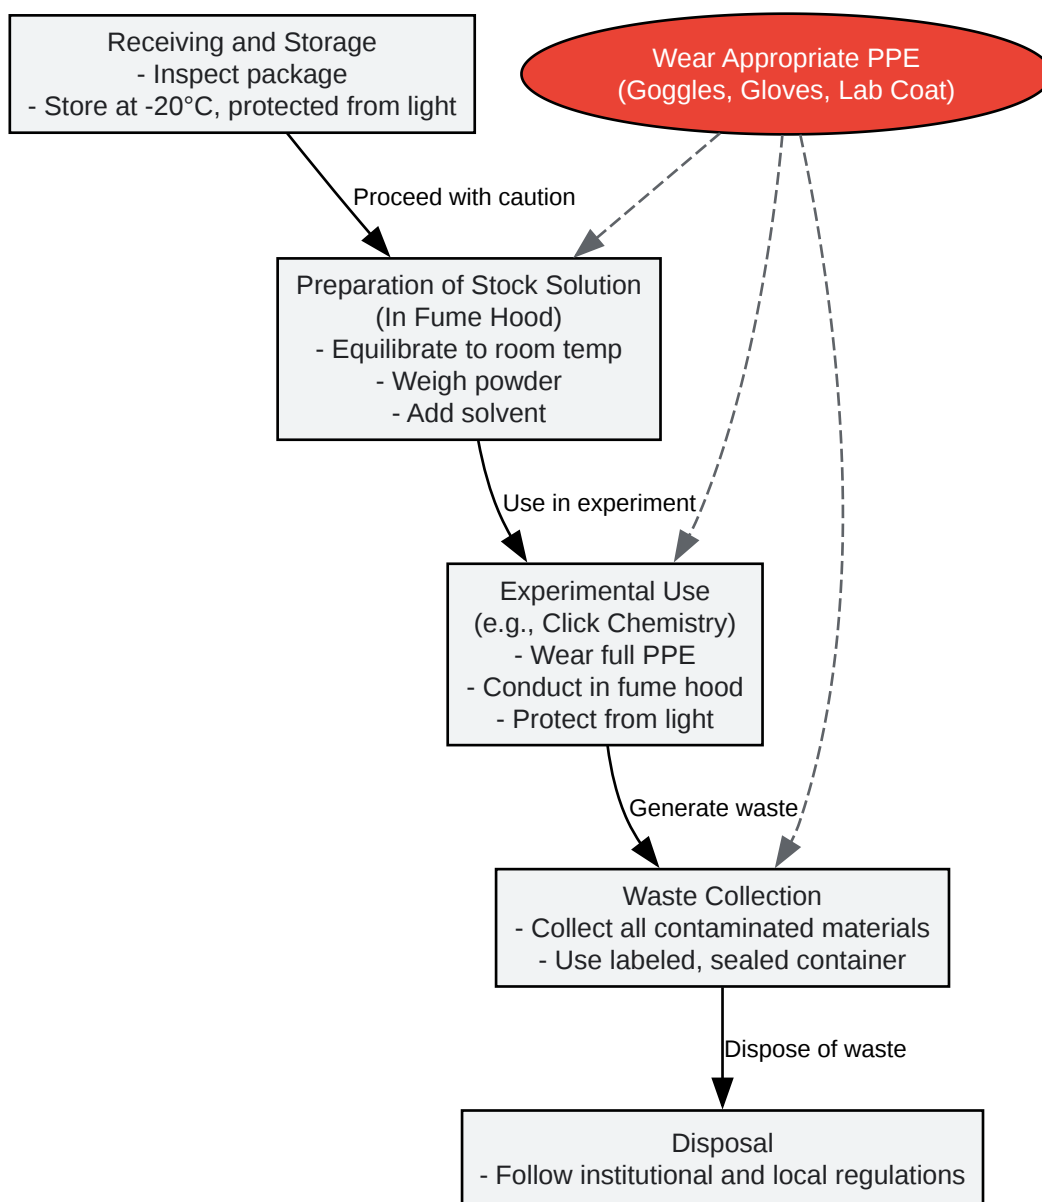 Receiving and Storage
- Inspect package
- Store at -20°C, protected from light
Wear Appropriate PPE
(Goggles, Gloves, Lab Coat)
Proceed with caution
Preparation of Stock Solution
(In Fume Hood)
- Equilibrate to room temp
- Weigh powder
- Add solvent
Use in experiment
Experimental Use
(e.g., Click Chemistry)
- Wear full PPE
- Conduct in fume hood
- Protect from light
Generate waste
Waste Collection
- Collect all contaminated materials
- Use labeled, sealed container
Dispose of waste
Disposal
- Follow institutional and local regulations